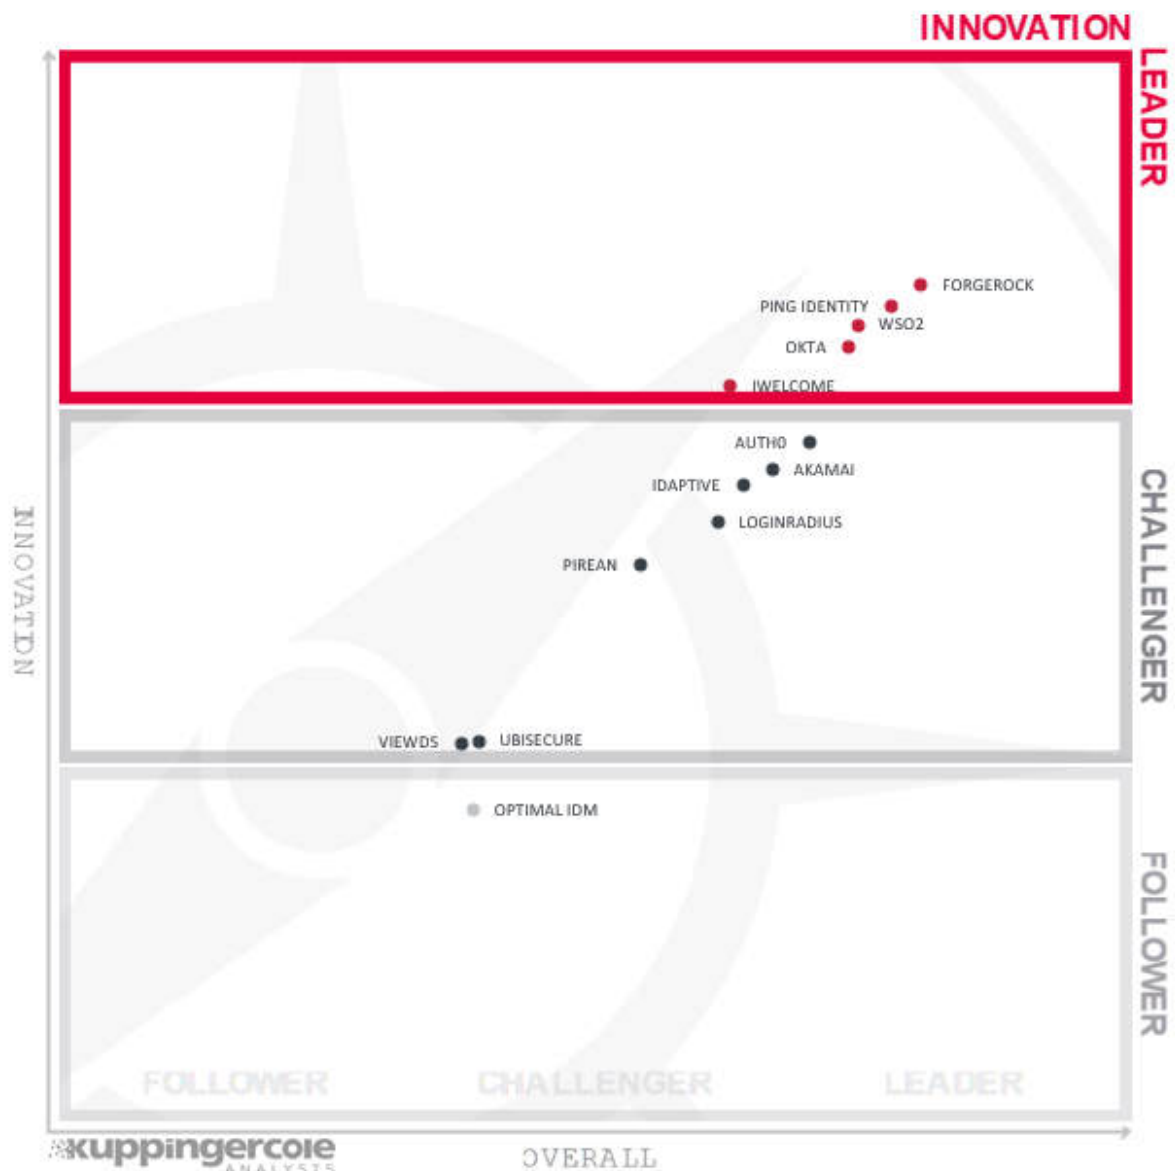 INNOVATION
LEADER
FORGEROCK
PING IDENTITY
WSO2
OKTA
IWELCOME
AUTH0
AKAMAI
IDAPTIVE
LOGINRADIUS
PIREAN
CHALLENGER
INNOVATION
VIEWDS
UBISECURE
OPTIMAL IDM
FOLLOWER
FOLLOWER CHALLENGER LEADER
kuppingercole
ANALYSTS
OVERALL